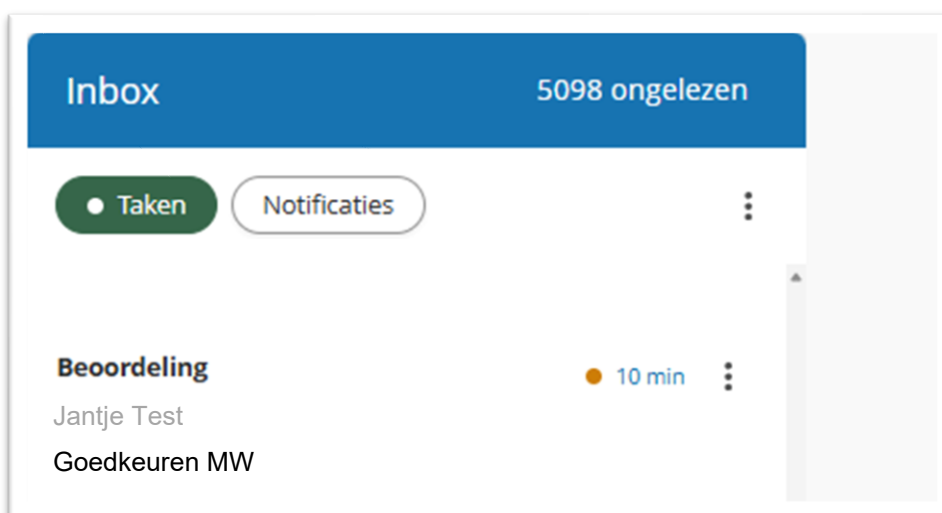 Inbox 5098 ongelezen
Taken Notificaties
Beoordeling 10 min
Jantje Test
Goedkeuren MW